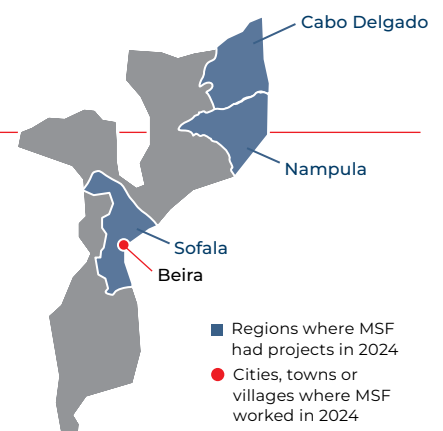 Cabo Delgado
Nampula
Sofala
Beira
Regions where MSF
had projects in 2024
Cities, towns or
villages where MSF
worked in 2024